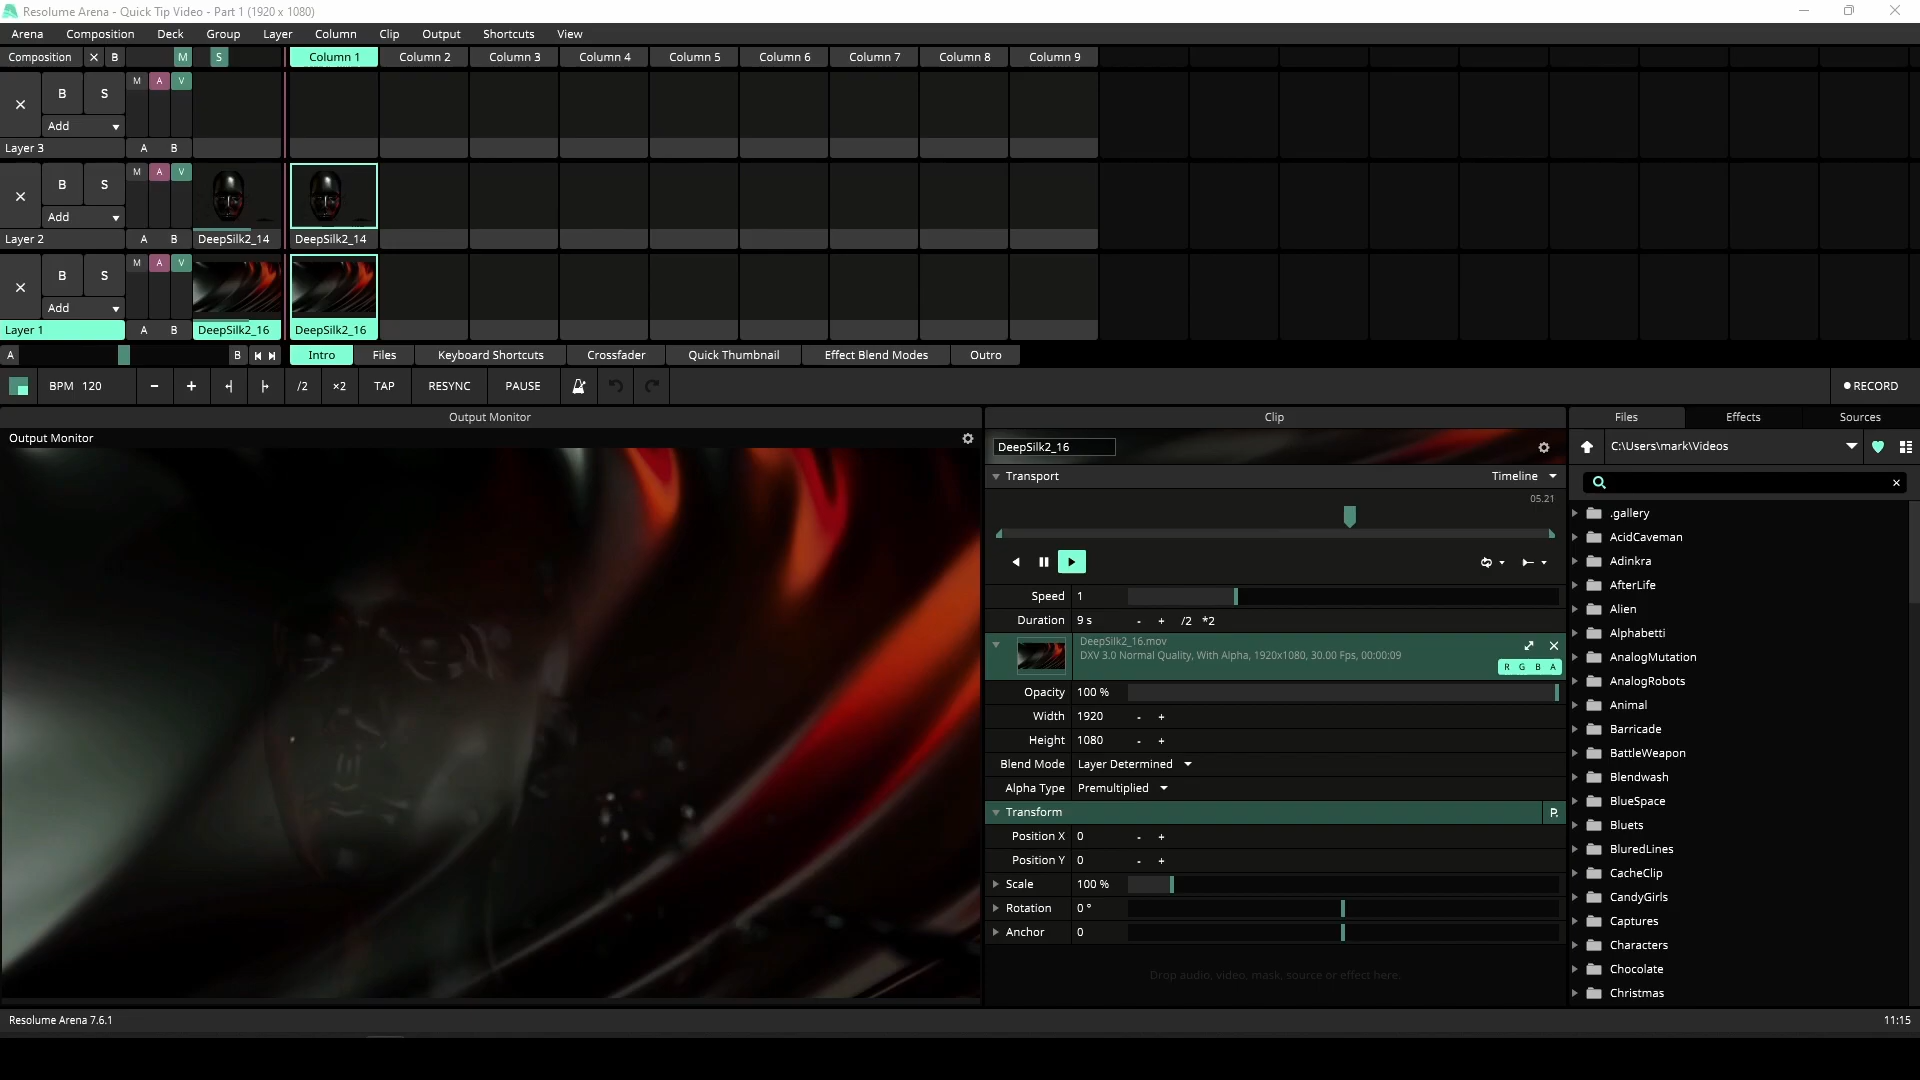 Resolume Arena - Quick Tip Video - Part 1 (1920 x 1080)
Arena Composition Deck Group Layer Column Clip Output Shortcuts View
Composition X B M S Column 1 Column 2 Column 3 Column 4 Column 5 Column 6 Column 7 Column 8 Column 9
B S M A V
Add
Layer 3 A B
B S M A V
Add
Layer 2 A B DeepSilk2_14 DeepSilk2_14
B S M A V
Add
Layer 1 A B DeepSilk2_16 DeepSilk2_16
A B Intro Files Keyboard Shortcuts Crossfader Quick Thumbnail Effect Blend Modes Outro
BPM 120 - + /2 ×2 TAP RESYNC PAUSE RECORD
Output Monitor
Output Monitor
Clip
DeepSilk2_16
Transport Timeline
05.21
Speed 1
Duration 9 s - + /2 *2
DeepSilk2_16.mov
DXV 3.0 Normal Quality, With Alpha, 1920x1080, 30.00 Fps, 00:00:09
R G B A
Opacity 100 %
Width 1920 - +
Height 1080 - +
Blend Mode Layer Determined
Alpha Type Premultiplied
Transform P.
Position X 0 - +
Position Y 0 - +
Scale 100 %
Rotation 0 °
Anchor 0
Drop audio, video, mask, source or effect here.
Files Effects Sources
C:\Users\mark\Videos
.gallery
AcidCaveman
Adinkra
AfterLife
Alien
Alphabetti
AnalogMutation
AnalogRobots
Animal
Barricade
BattleWeapon
Blendwash
BlueSpace
Bluets
BluredLines
CacheClip
CandyGirls
Captures
Characters
Chocolate
Christmas
Resolume Arena 7.6.1
11:15